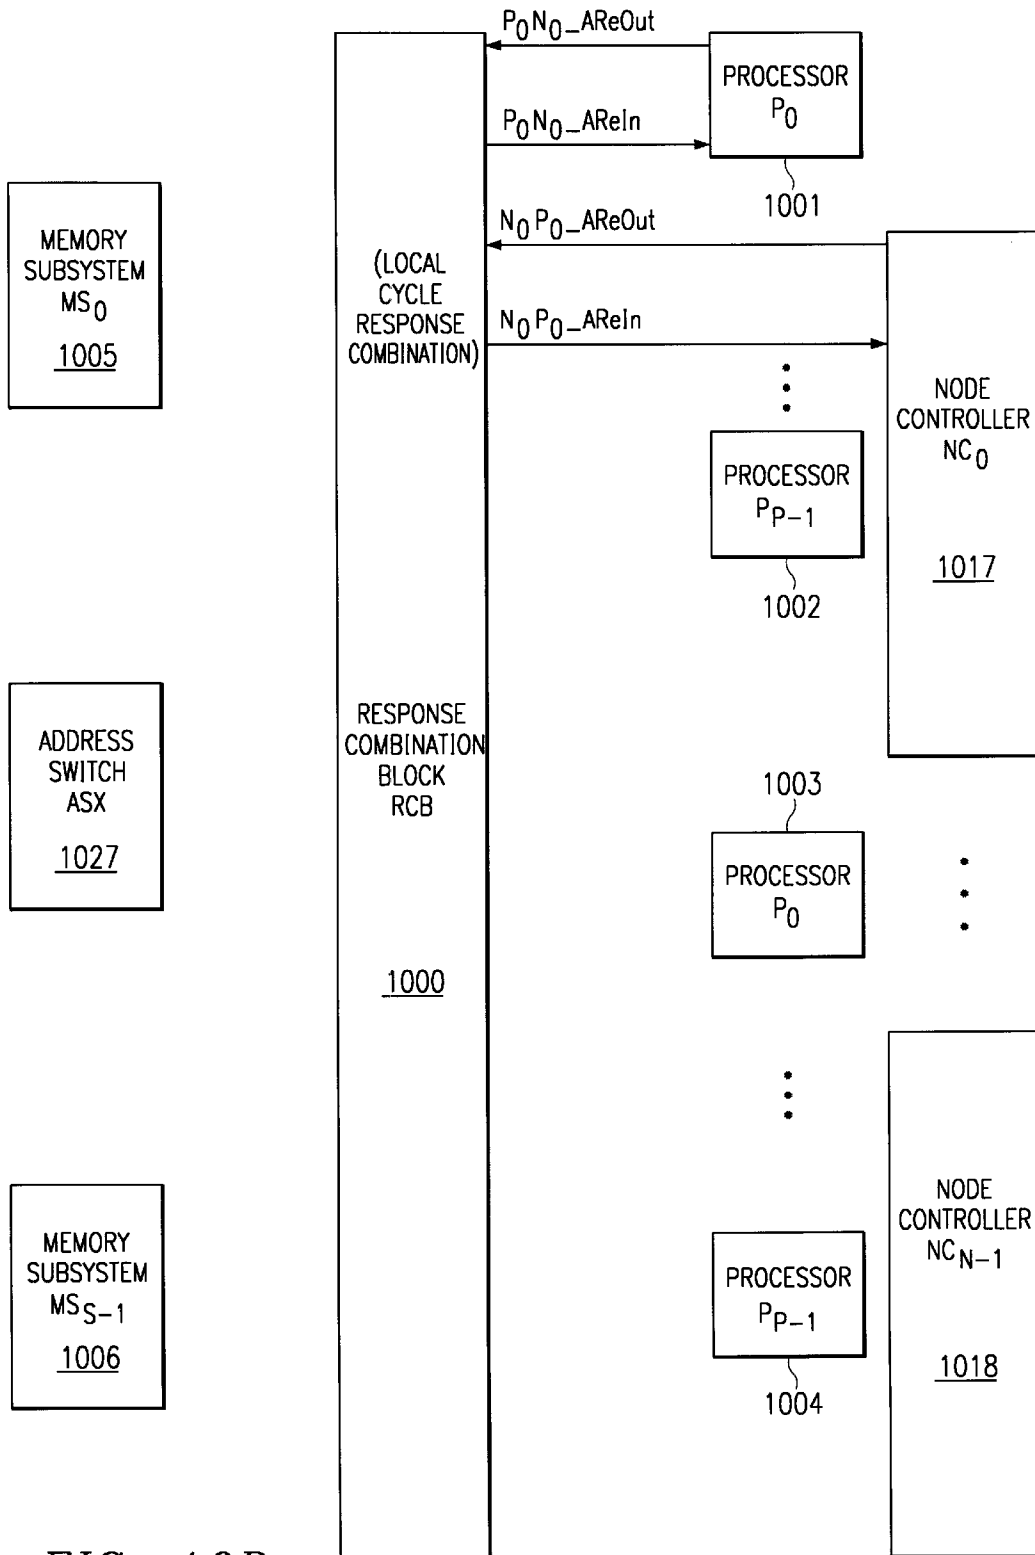 P0N0_AReOut
PROCESSOR
P0
1001
P0N0_AReIn
N0P0_AReOut
N0P0_AReIn
MEMORY
SUBSYSTEM
MS0
1005
(LOCAL
CYCLE
RESPONSE
COMBINATION)
NODE
CONTROLLER
NC0
1017
PROCESSOR
PP-1
1002
ADDRESS
SWITCH
ASX
1027
RESPONSE
COMBINATION
BLOCK
RCB
1000
1003
PROCESSOR
P0
MEMORY
SUBSYSTEM
MSS-1
1006
PROCESSOR
PP-1
1004
NODE
CONTROLLER
NCN-1
1018